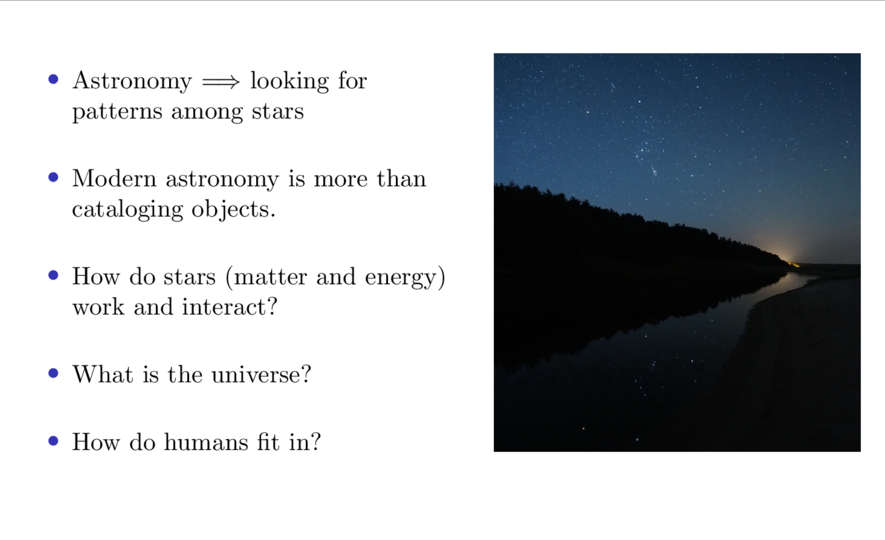 • Astronomy ⟹ looking for
patterns among stars
• Modern astronomy is more than
cataloging objects.
• How do stars (matter and energy)
work and interact?
• What is the universe?
• How do humans fit in?